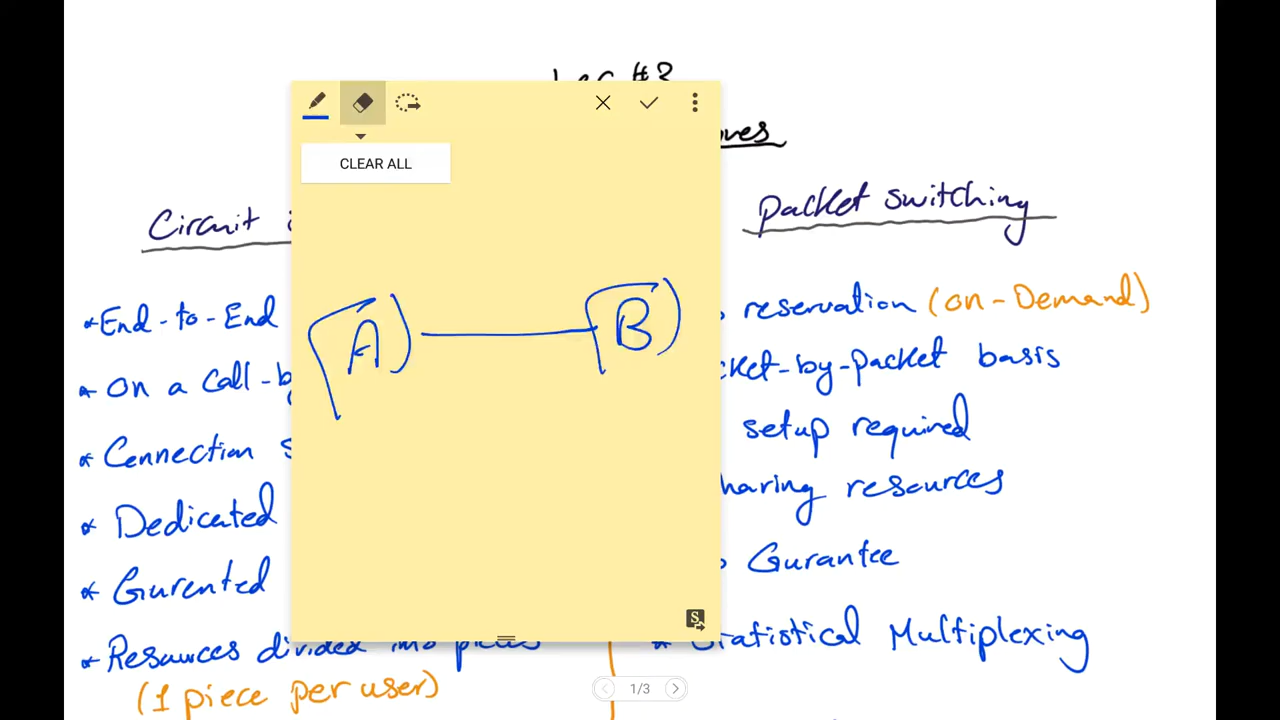 Lec #3
CLEAR ALL
Circuit
Packet switching
A
B
*End-to-End
reservation (on-Demand)
* On a Call-b
cket-by-packet basis
* Connection s
setup required
* Dedicated
haring resources
* Gurented
Gurantee
* Resources divided into pieces
* Statistical Multiplexing
(1 piece per user)
1/3